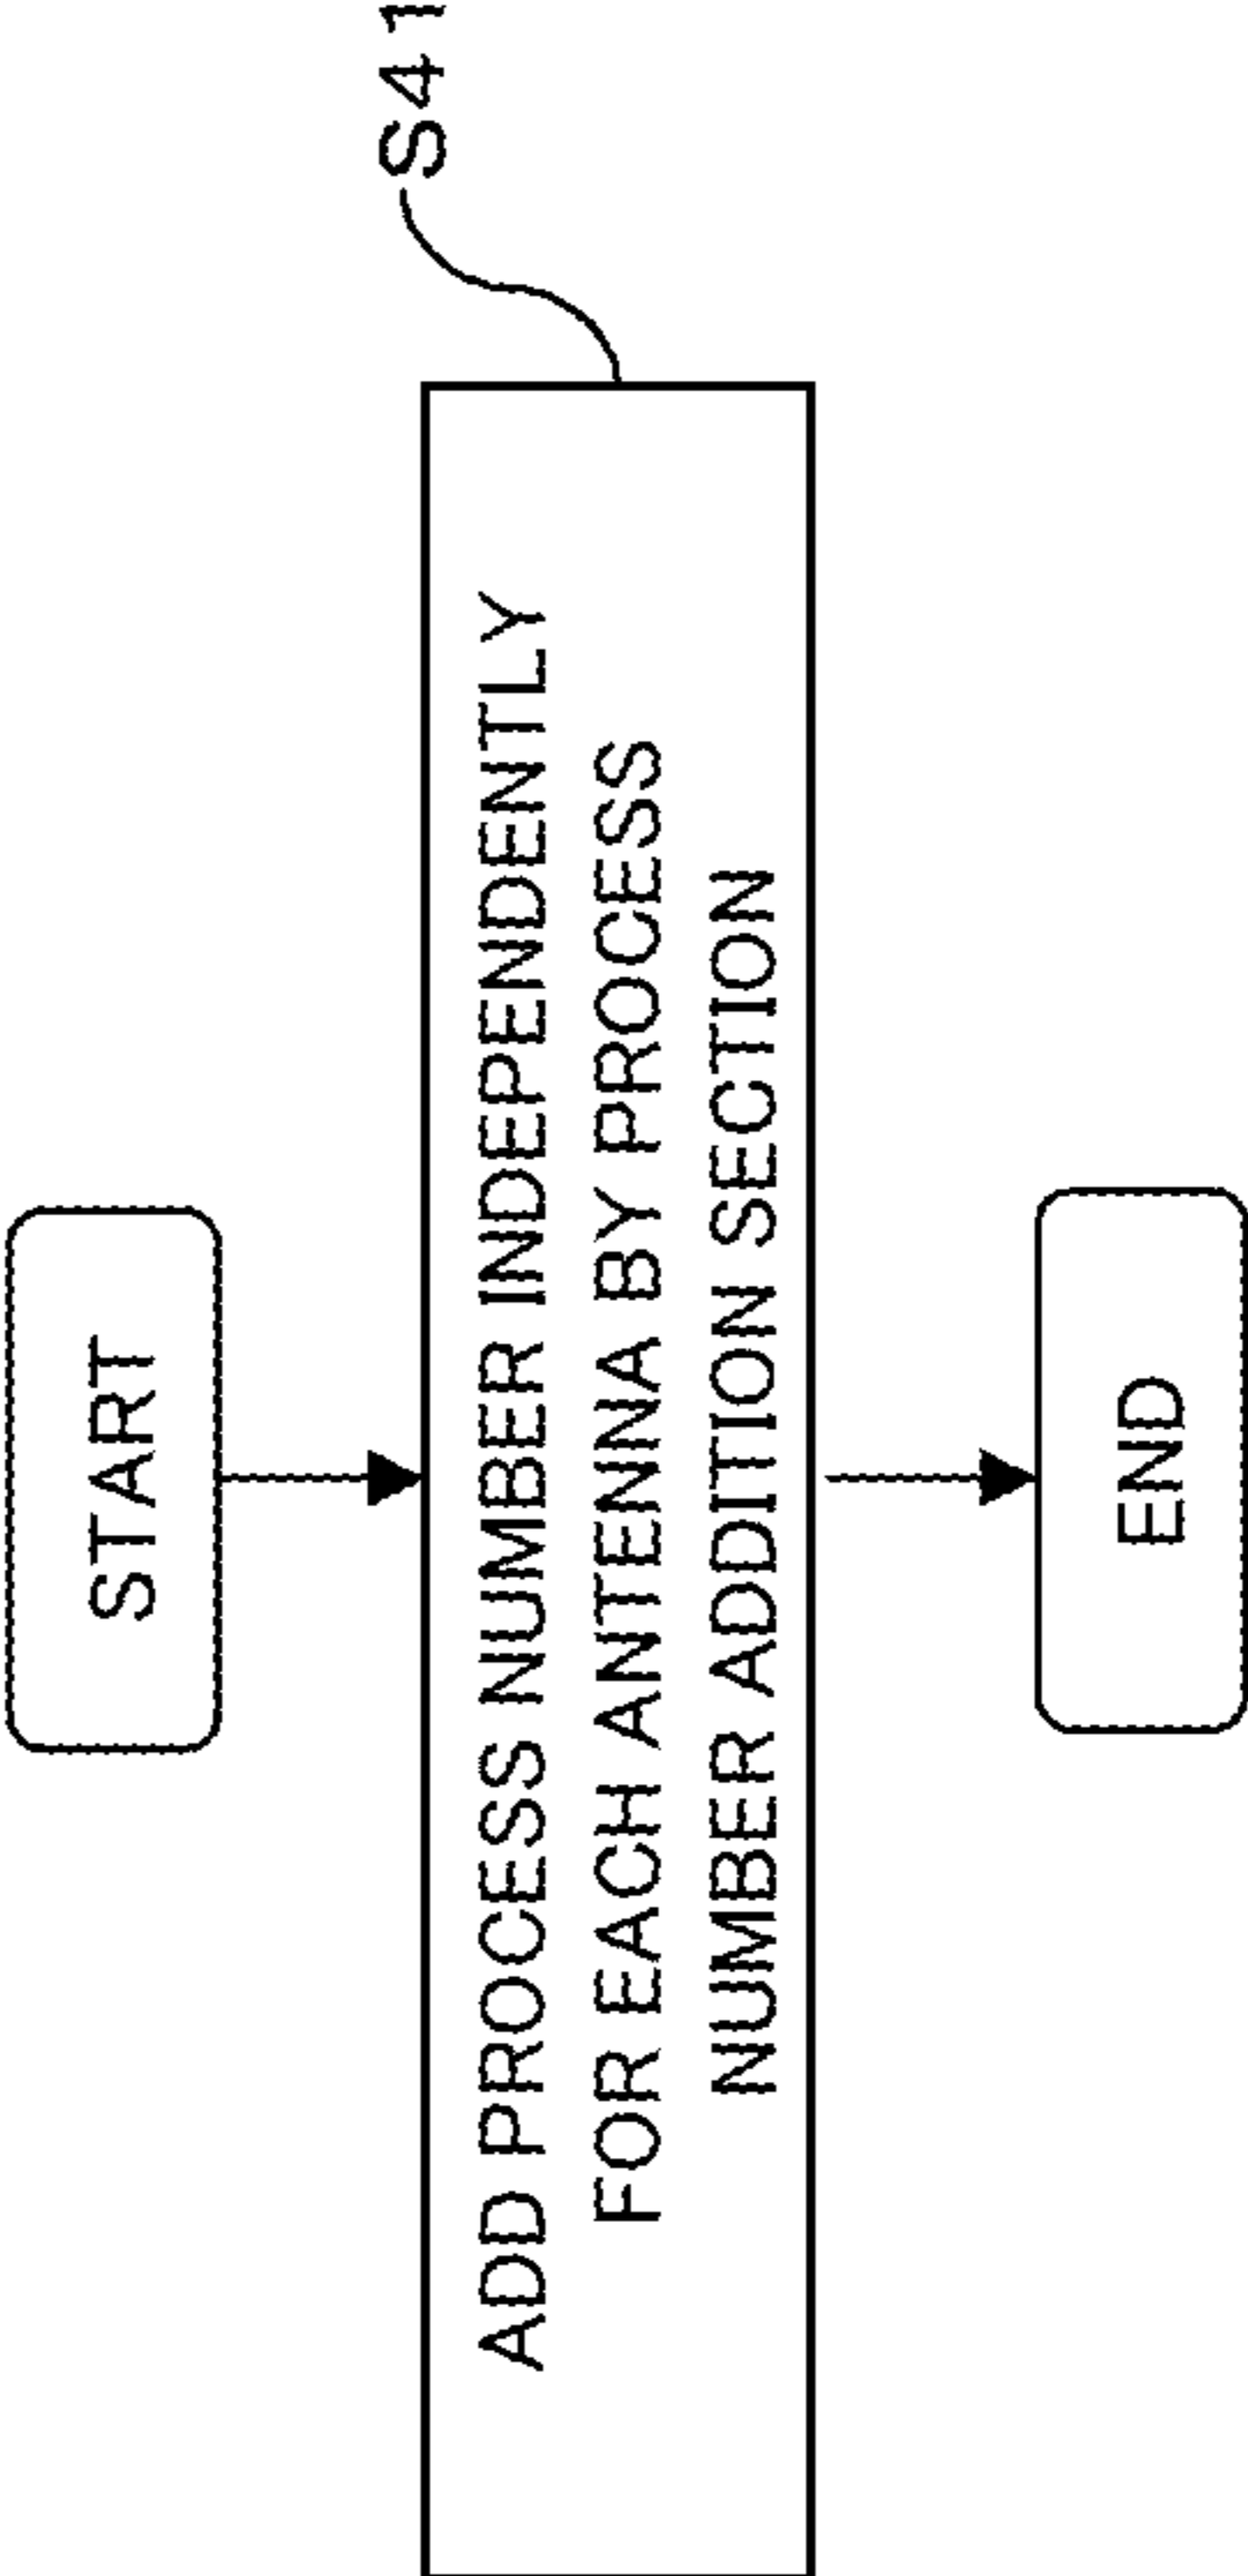 START
S41
ADD PROCESS NUMBER INDEPENDENTLY
FOR EACH ANTENNA BY PROCESS
NUMBER ADDITION SECTION
END